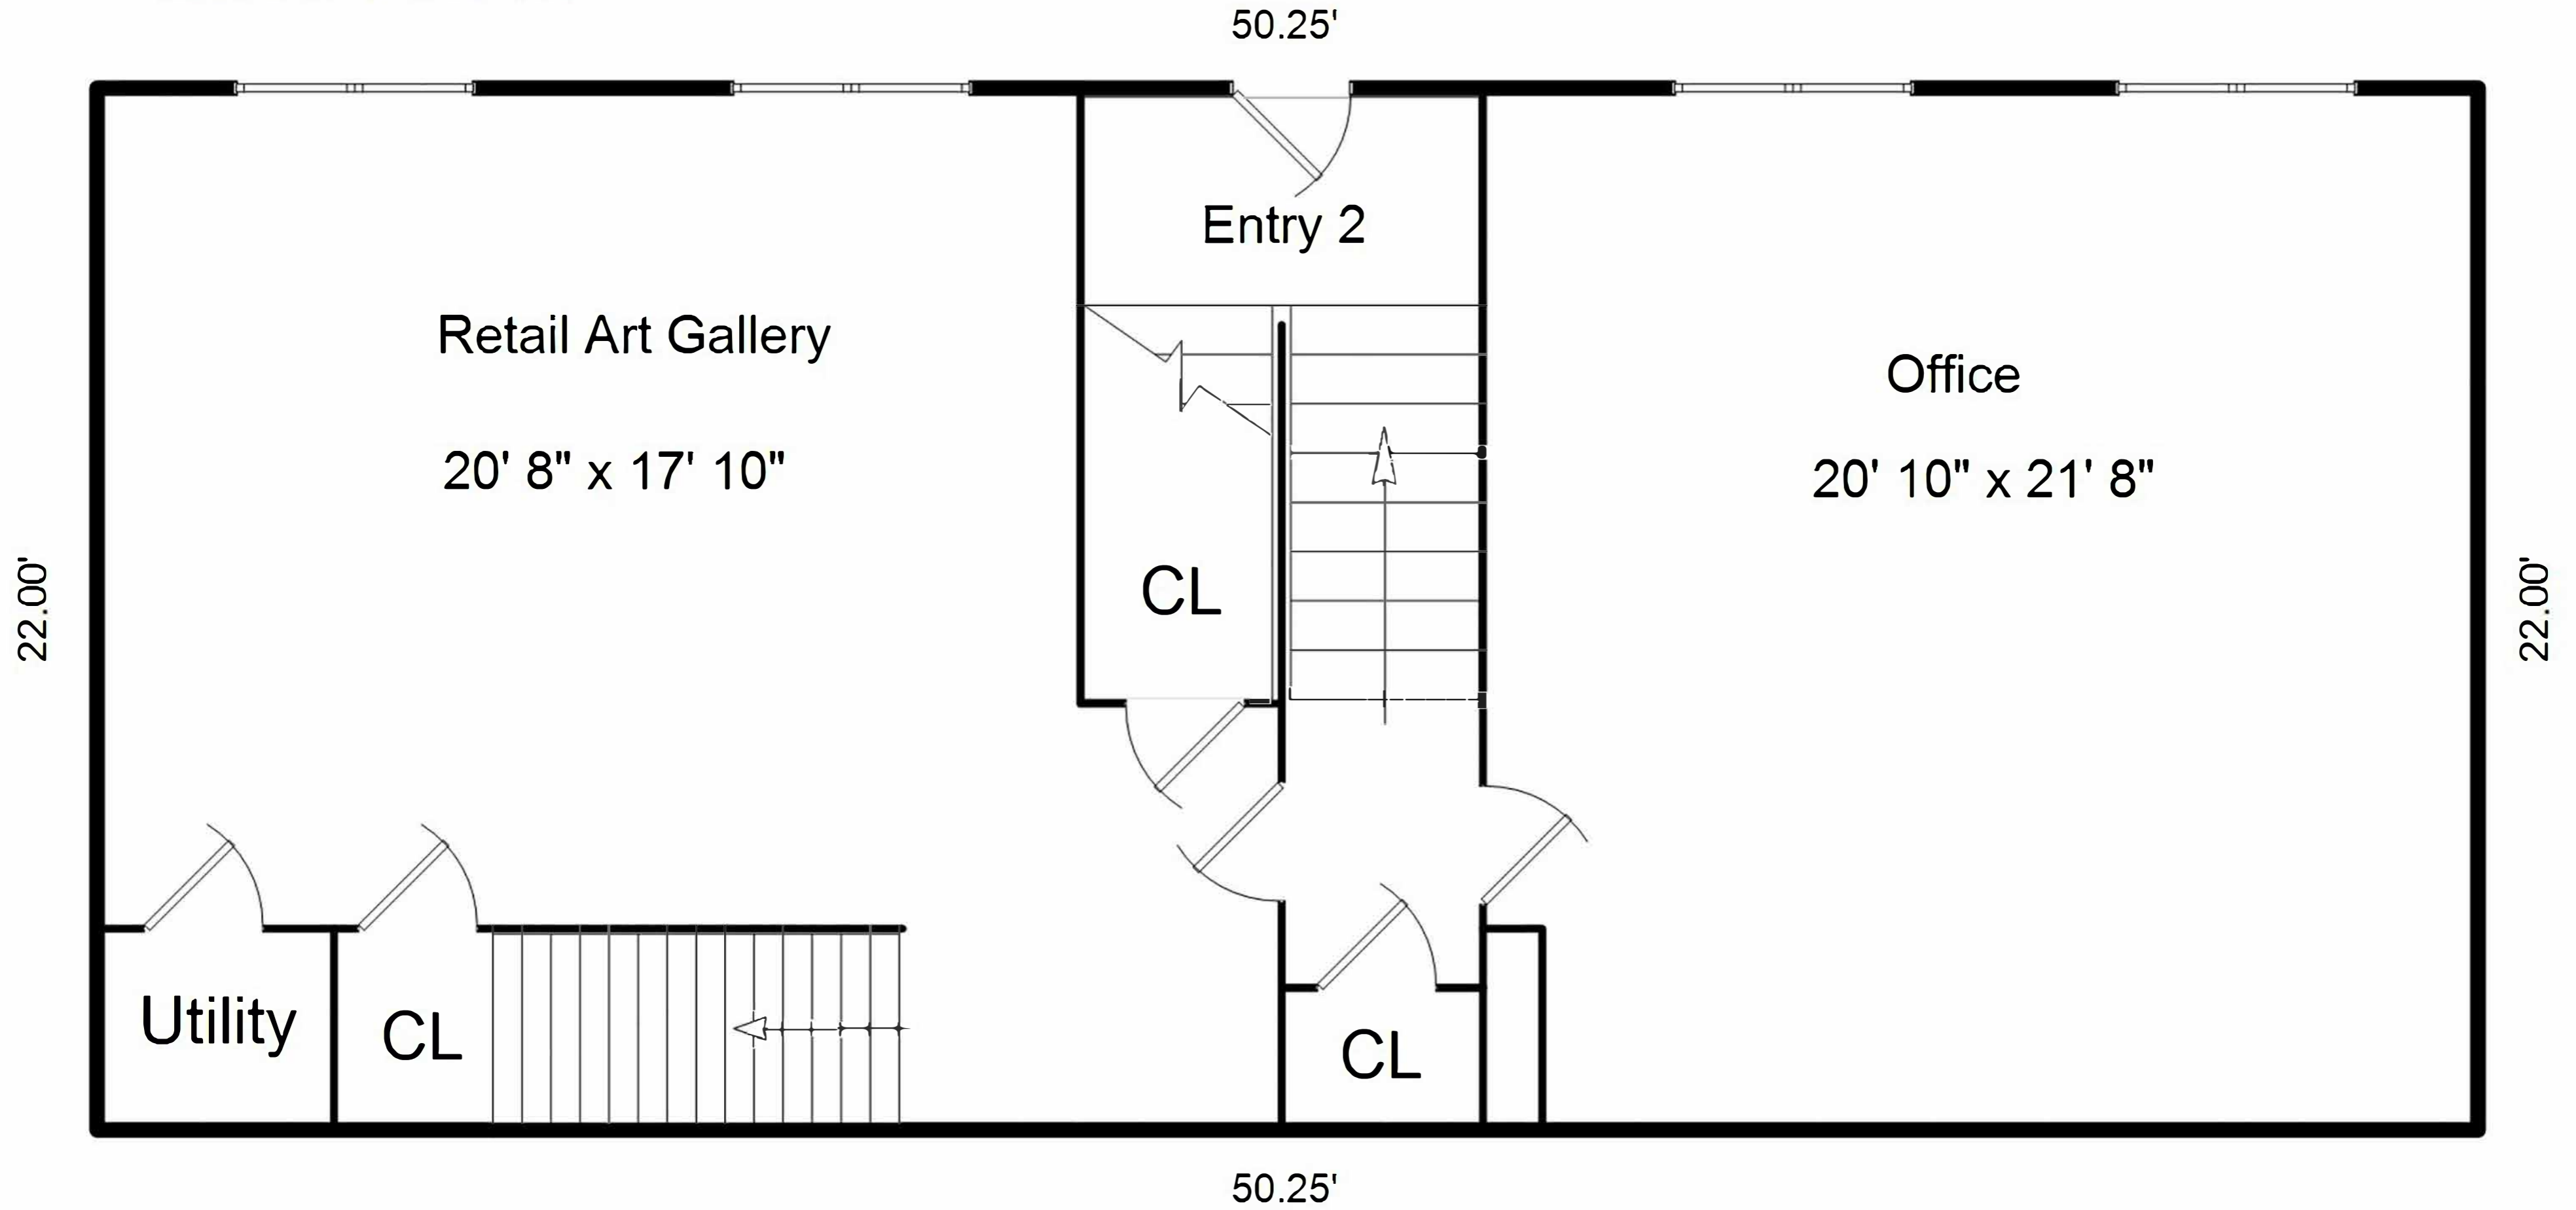 50.25'
Entry 2
Retail Art Gallery
20' 8" x 17' 10"
Office
20' 10" x 21' 8"
22.00'
22.00'
CL
Utility
CL
CL
50.25'